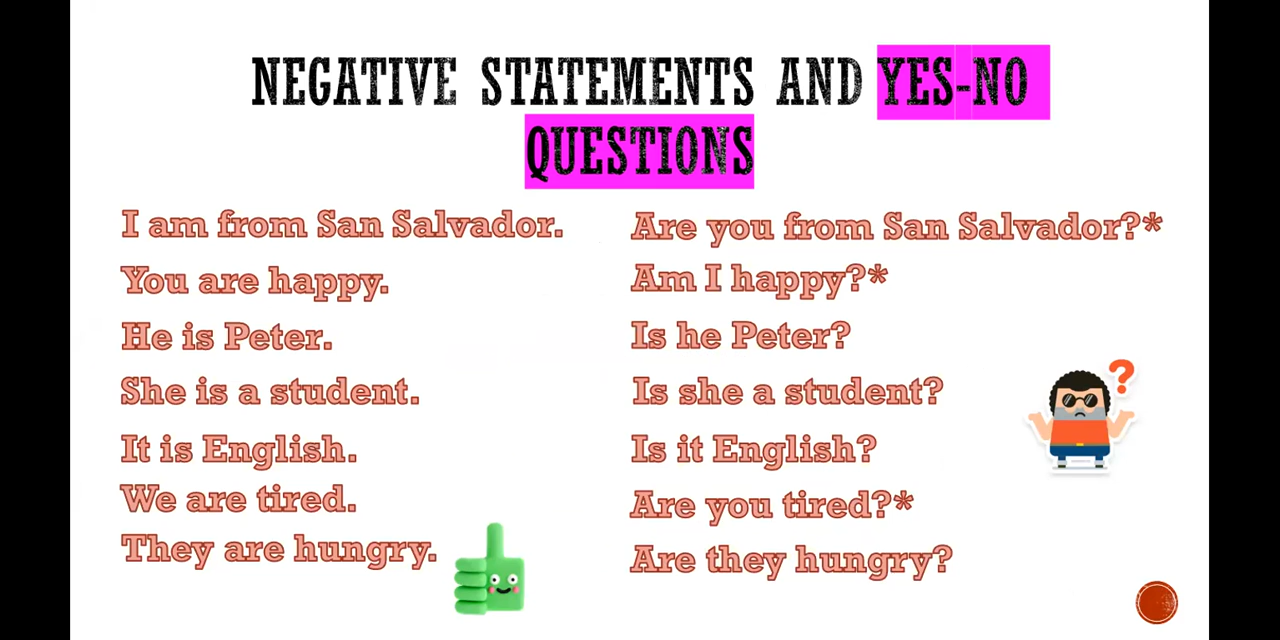 NEGATIVE STATEMENTS AND YES-NO
QUESTIONS
I am from San Salvador.
You are happy.
He is Peter.
She is a student.
It is English.
We are tired.
They are hungry.
Are you from San Salvador?*
Am I happy?*
Is he Peter?
Is she a student?
Is it English?
Are you tired?*
Are they hungry?
?